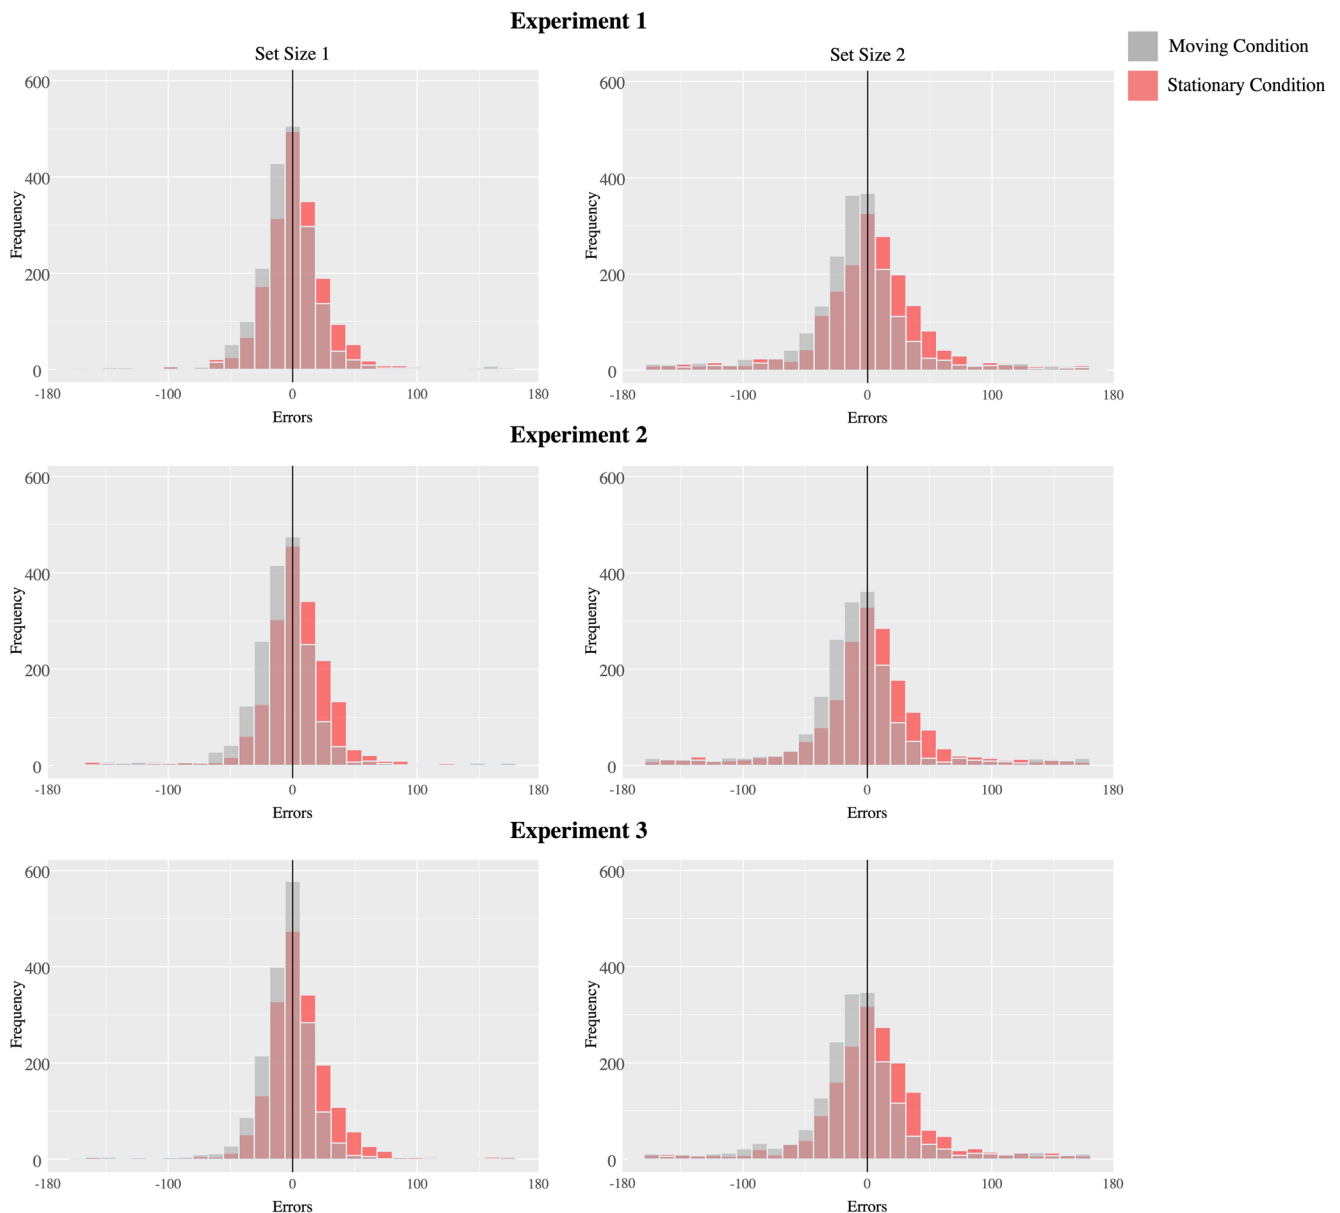 Experiment 1
Set Size 1
Set Size 2
Moving Condition
Stationary Condition
600
400
200
0
Frequency
-180
-100
0
100
180
Errors
600
400
200
0
Frequency
-180
-100
0
100
180
Errors
Experiment 2
600
400
200
0
Frequency
-180
-100
0
100
180
Errors
600
400
200
0
Frequency
-180
-100
0
100
180
Errors
Experiment 3
600
400
200
0
Frequency
-180
-100
0
100
180
Errors
600
400
200
0
Frequency
-180
-100
0
100
180
Errors